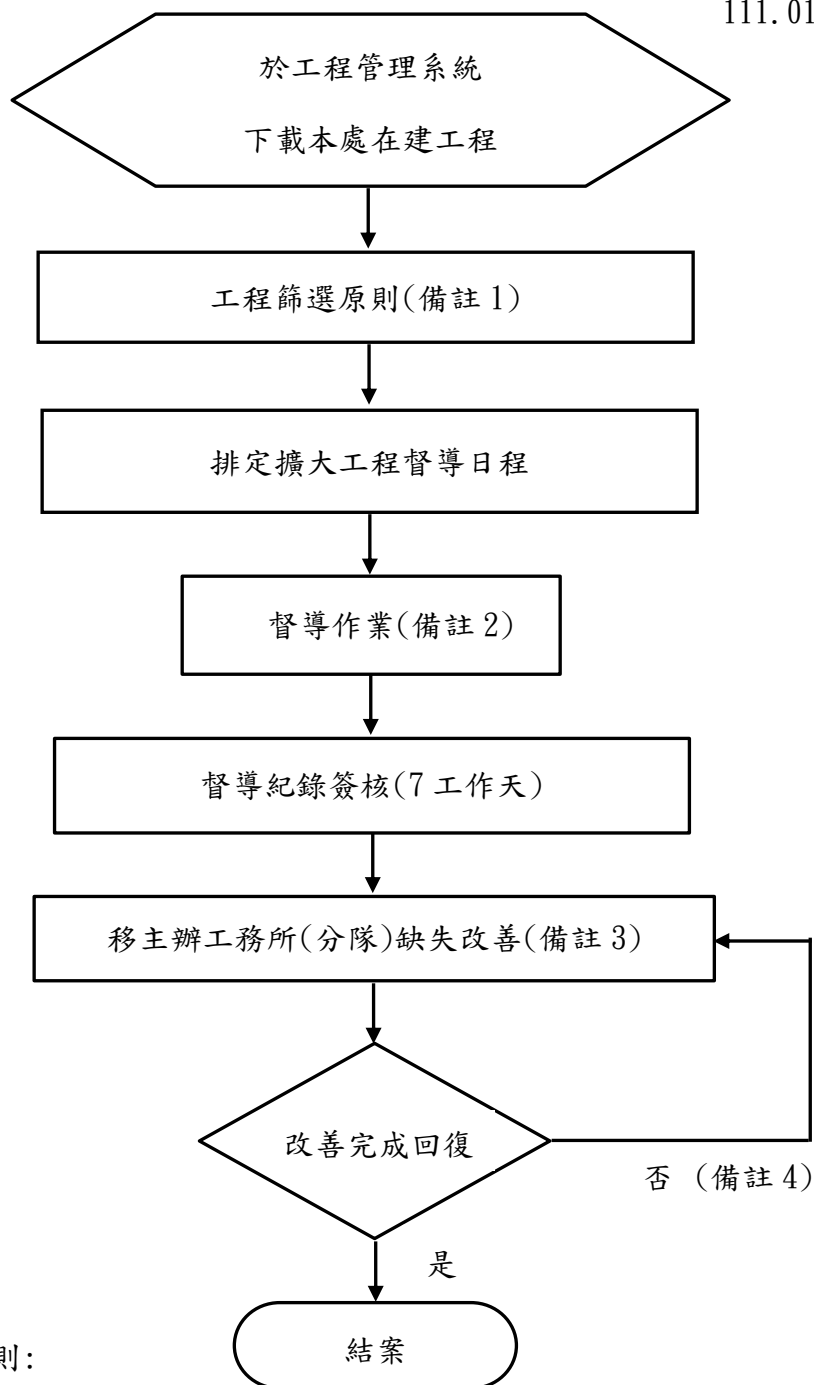 111.01
於工程管理系統
下載本處在建工程
工程篩選原則(備註 1)
排定擴大工程督導日程
督導作業(備註 2)
督導紀錄簽核(7 工作天)
移主辦工務所(分隊)缺失改善(備註 3)
改善完成回復
否 (備註 4)
是
結案
則: